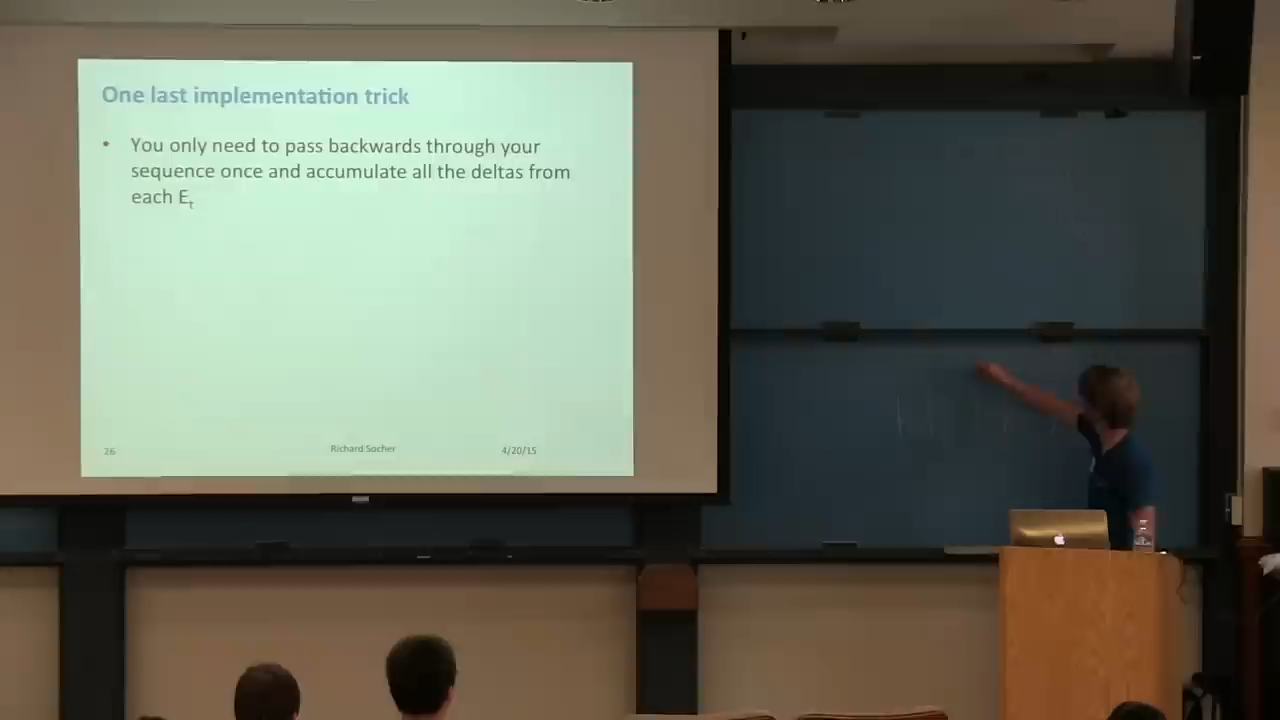 One last implementation trick
• You only need to pass backwards through your
sequence once and accumulate all the deltas from
each Et
26 Richard Socher 4/20/15